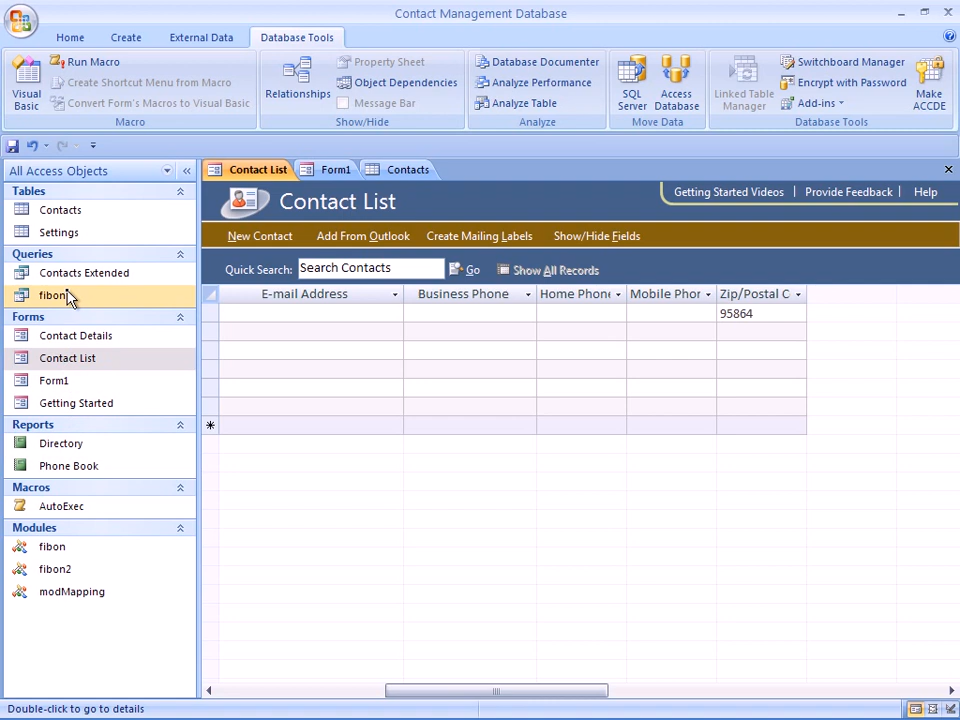 Contact Management Database
Home Create External Data Database Tools
Visual Basic
Run Macro
Create Shortcut Menu from Macro
Convert Form's Macros to Visual Basic
Macro
Relationships
Property Sheet
Object Dependencies
Message Bar
Show/Hide
Database Documenter
Analyze Performance
Analyze Table
Analyze
SQL Server
Access Database
Move Data
Linked Table Manager
Switchboard Manager
Encrypt with Password
Add-ins
Make ACCDE
Database Tools
All Access Objects
Tables
Contacts
Settings
Queries
Contacts Extended
Forms
Contact Details
Contact List
Form1
Getting Started
Reports
Directory
Phone Book
Macros
AutoExec
Modules
fibon
fibon2
modMapping
Contact List Form1 Contacts
Contact List
Getting Started Videos | Provide Feedback | Help
New Contact Add From Outlook Create Mailing Labels Show/Hide Fields
Quick Search: Search Contacts Go Show All Records
E-mail Address Business Phone Home Phone Mobile Phor Zip/Postal C
95864
Double-click to go to details